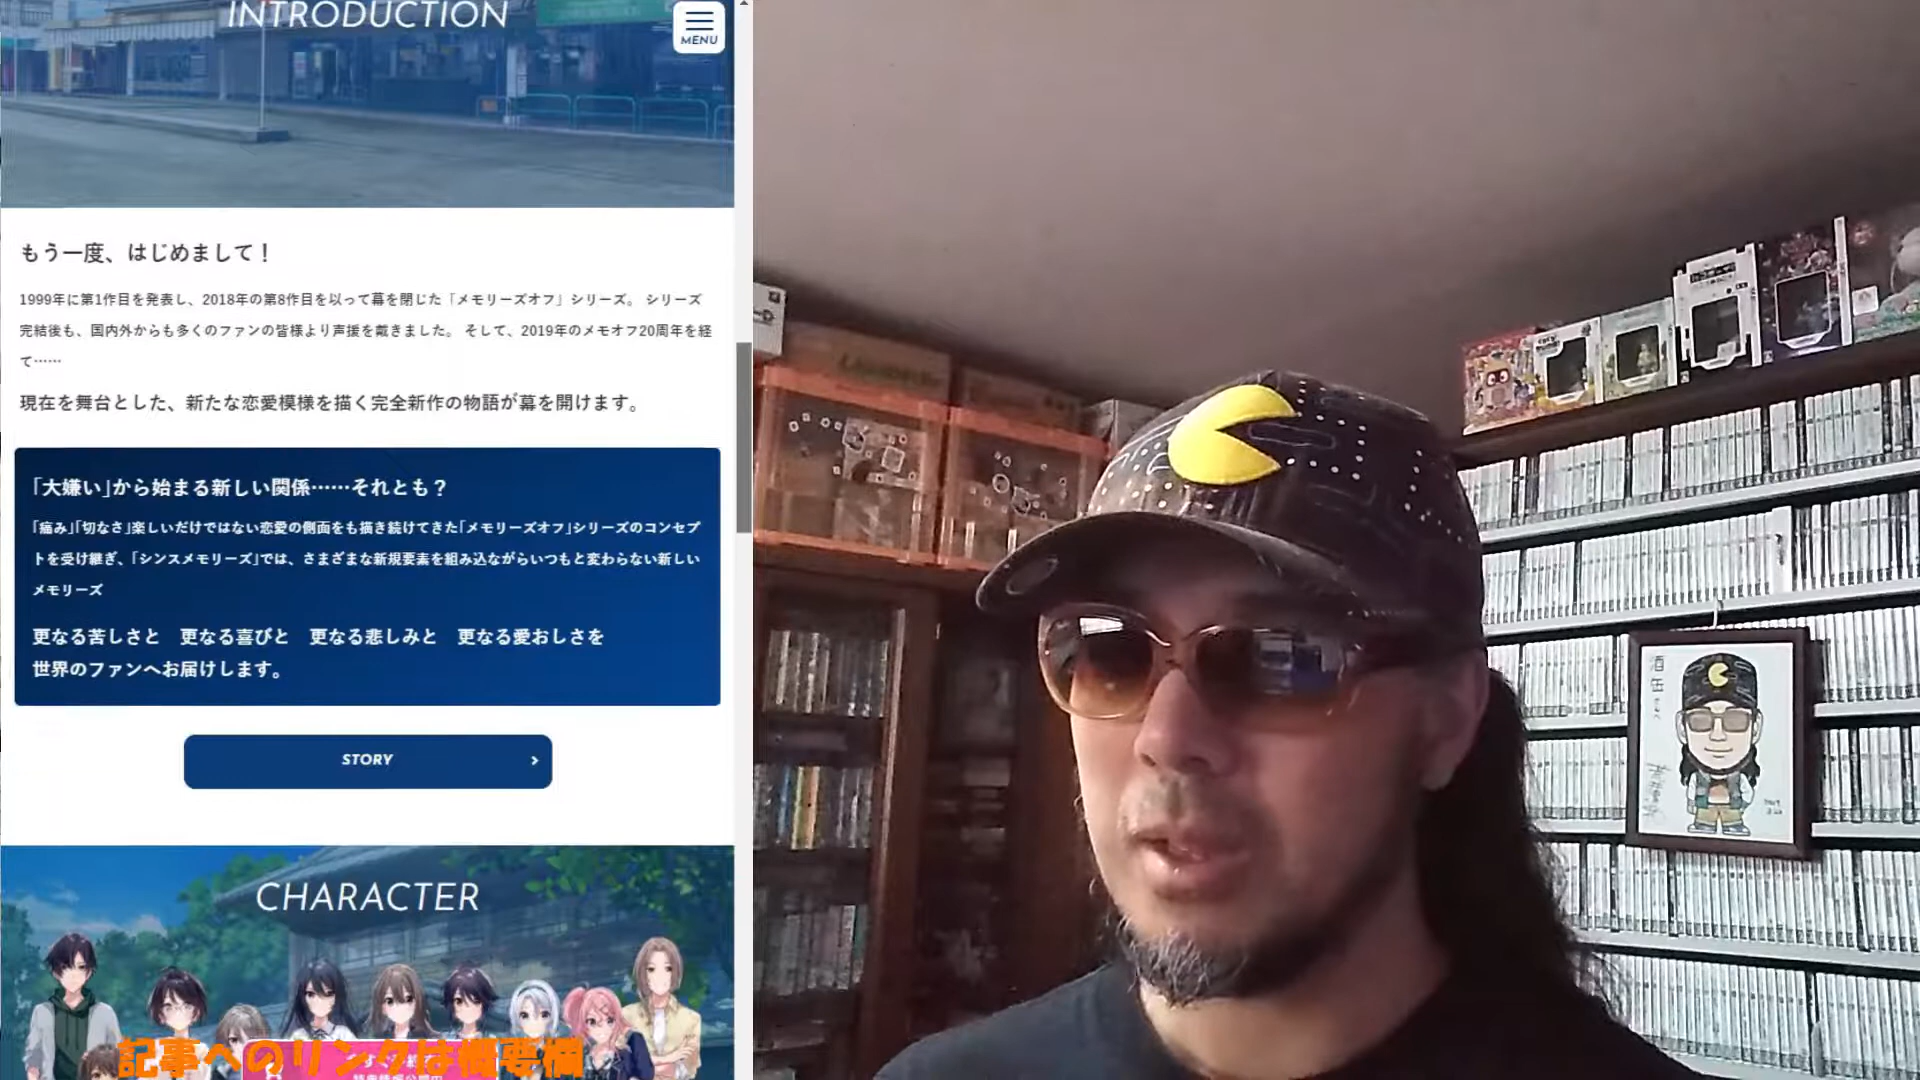 INTRODUCTION
MENU
もう一度、はじめまして！
1999年に第1作目を発表し、2018年の第8作目を以って幕を閉じた「メモリーズオフ」シリーズ。 シリーズ
完結後も、国内外からも多くのファンの皆様より声援を戴きました。 そして、2019年のメモオフ20周年を経
て……
現在を舞台とした、新たな恋愛模様を描く完全新作の物語が幕を開けます。
「大嫌い」から始まる新しい関係……それとも？
「痛み」「切なさ」楽しいだけではない恋愛の側面をも描き続けてきた「メモリーズオフ」シリーズのコンセプ
トを受け継ぎ、「シンスメモリーズ」では、さまざまな新規要素を組み込ながらいつもと変わらない新しい
メモリーズ
更なる苦しさと　更なる喜びと　更なる悲しみと　更なる愛おしさを
世界のファンへお届けします。
STORY
CHARACTER
記事へのリンクは概要欄